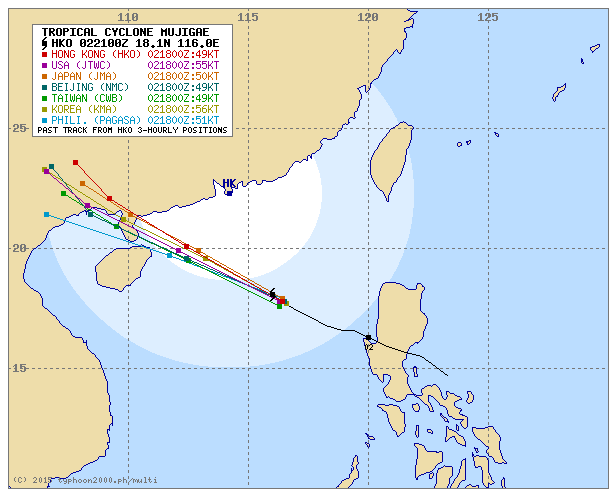 110 115 120 125
TROPICAL CYCLONE MUJIGAE
HKO 022100Z 18.1N 116.0E
HONG KONG (HKO) 021800Z:49KT
USA (JTWC) 021800Z:55KT
JAPAN (JMA) 021800Z:50KT
BEIJING (NMC) 021800Z:49KT
TAIWAN (CWB) 021800Z:49KT
KOREA (KMA) 021800Z:56KT
PHILI. (PAGASA) 021800Z:51KT
PAST TRACK FROM HKO 3-HOURLY POSITIONS
25
HK
20
15
(C) 2015 typhoon2000.ph/multi